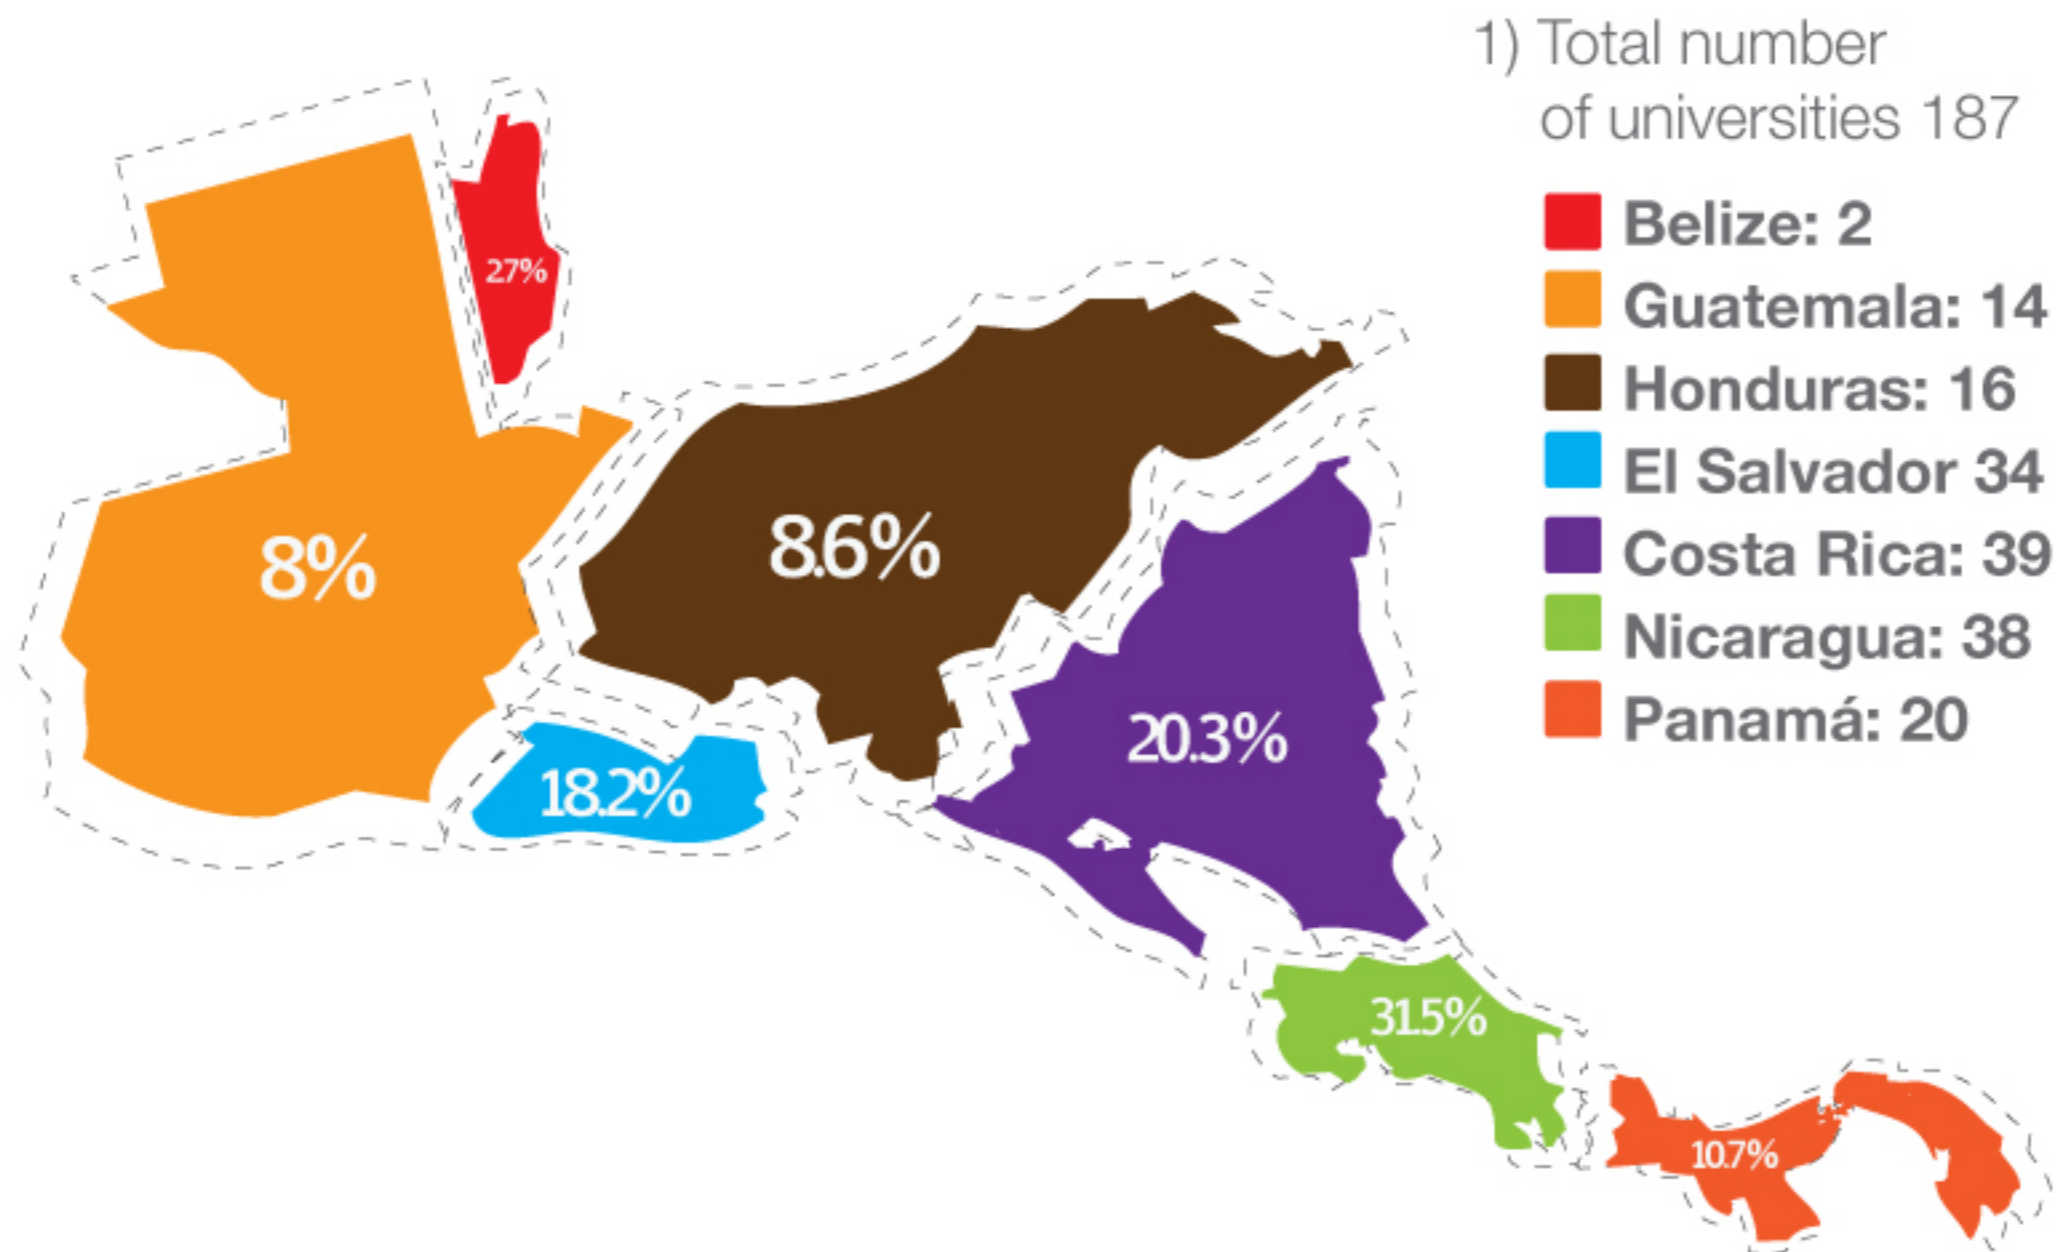 1) Total number
of universities 187
Belize: 2
Guatemala: 14
Honduras: 16
El Salvador 34
Costa Rica: 39
Nicaragua: 38
Panamá: 20
27%
8%
8.6%
18.2%
20.3%
31.5%
10.7%